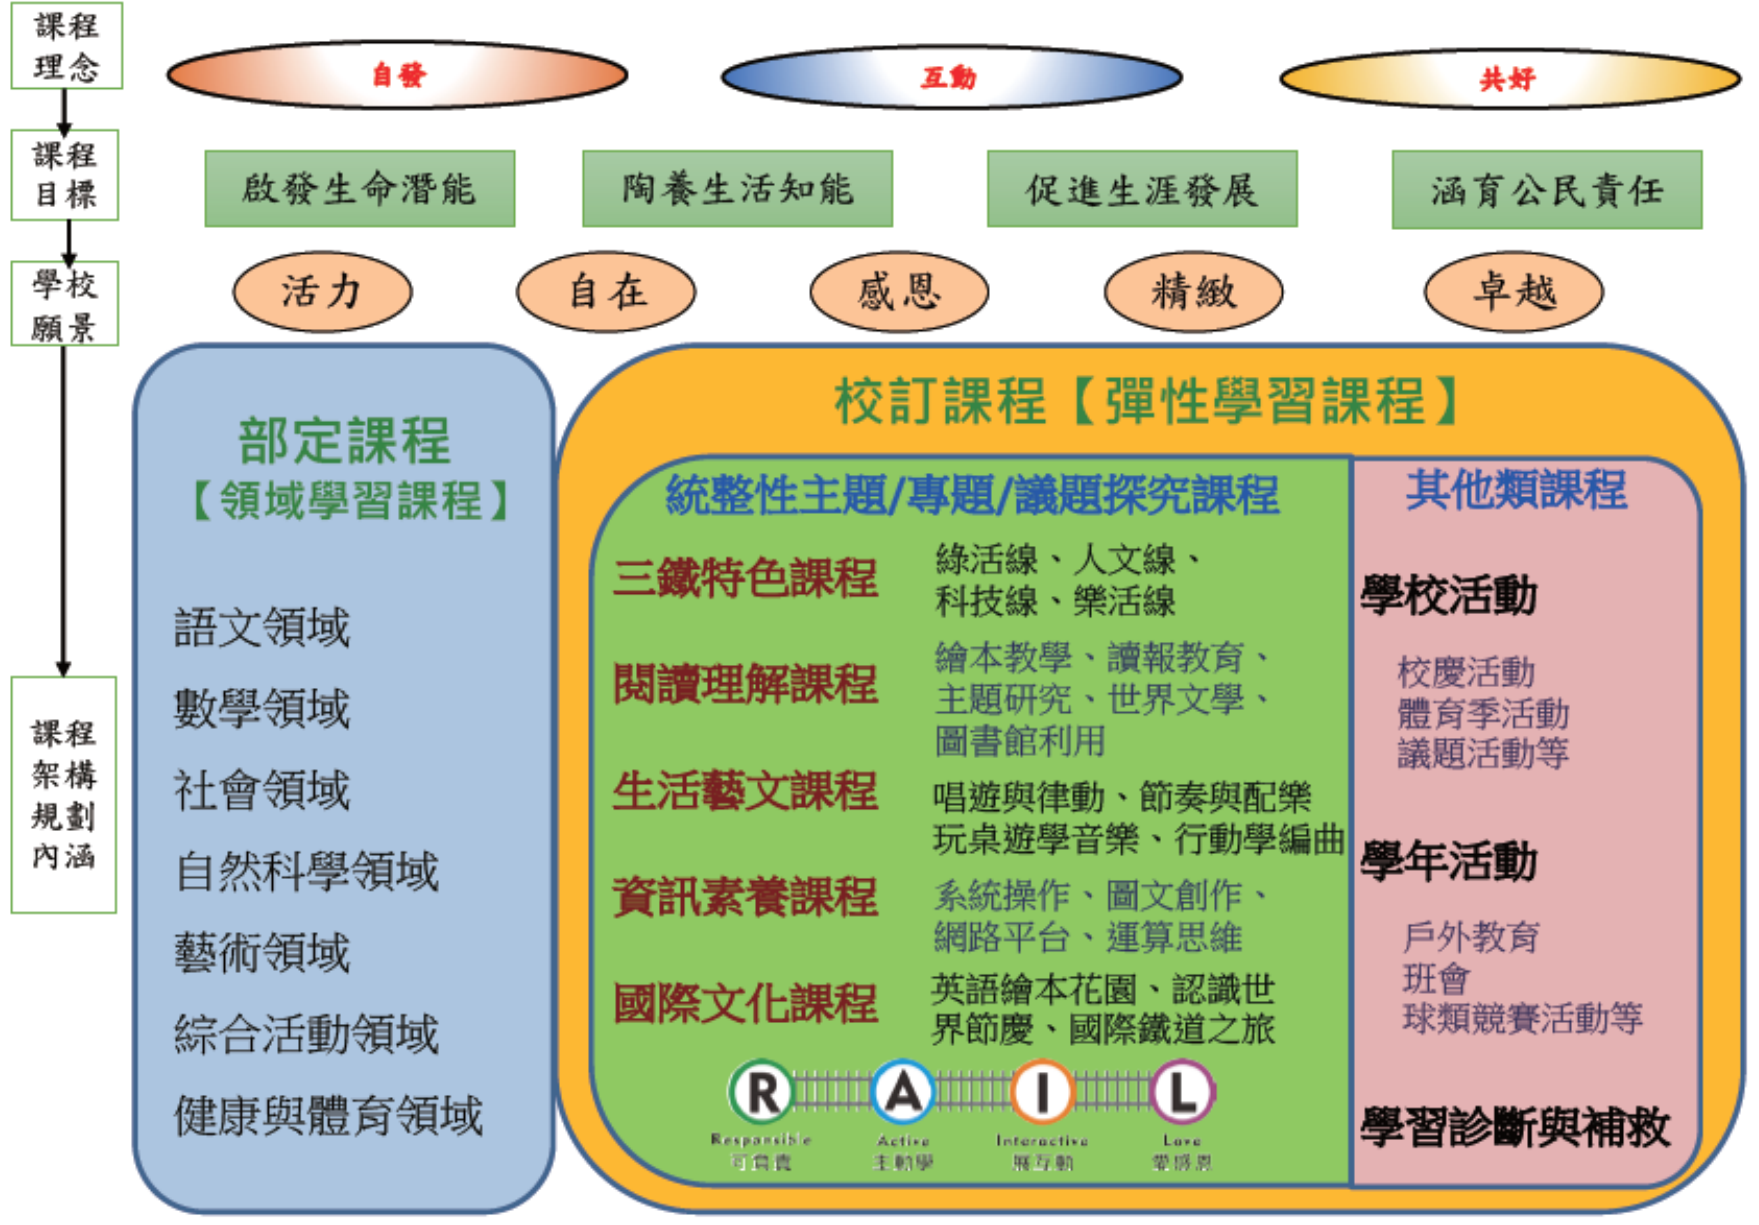 課程
理念
自發
互動
共好
課程
目標
啟發生命潛能
陶養生活知能
促進生涯發展
涵育公民責任
學校
願景
活力
自在
感恩
精緻
卓越
課程
架構
規劃
內涵
部定課程
【領域學習課程】
語文領域
數學領域
社會領域
自然科學領域
藝術領域
綜合活動領域
健康與體育領域
校訂課程【彈性學習課程】
統整性主題/專題/議題探究課程
三鐵特色課程
綠活線、人文線、
科技線、樂活線
閱讀理解課程
繪本教學、讀報教育、
主題研究、世界文學、
圖書館利用
生活藝文課程
唱遊與律動、節奏與配樂
玩桌遊學音樂、行動學編曲
資訊素養課程
系統操作、圖文創作、
網路平台、運算思維
國際文化課程
英語繪本花園、認識世
界節慶、國際鐵道之旅
R A I L
Responsible
可負責
Active
主動學
Interactive
展互動
Love
愛感恩
其他類課程
學校活動
校慶活動
體育季活動
議題活動等
學年活動
戶外教育
班會
球類競賽活動等
學習診斷與補救